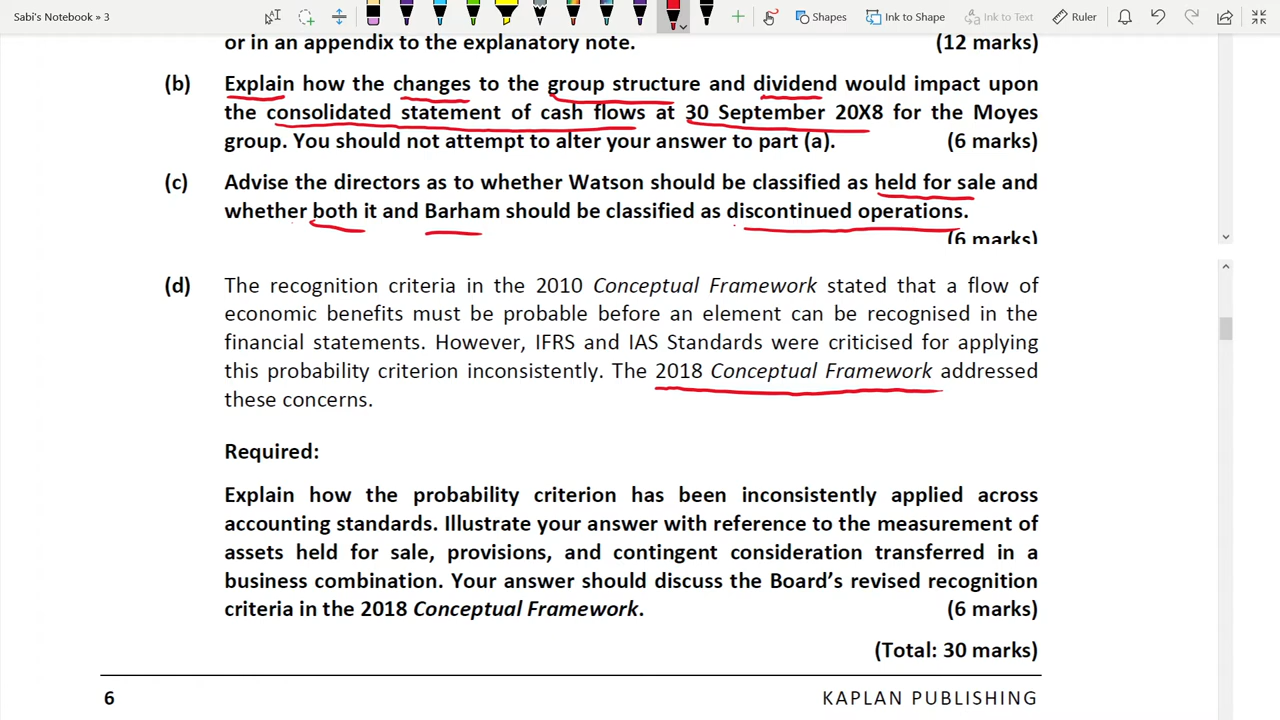 Sabi's Notebook » 3
Shapes
Ink to Shape
Ink to Text
Ruler
or in an appendix to the explanatory note. (12 marks)
(b) Explain how the changes to the group structure and dividend would impact upon
the consolidated statement of cash flows at 30 September 20X8 for the Moyes
group. You should not attempt to alter your answer to part (a). (6 marks)
(c) Advise the directors as to whether Watson should be classified as held for sale and
whether both it and Barham should be classified as discontinued operations.
(6 marks)
(d) The recognition criteria in the 2010 Conceptual Framework stated that a flow of
economic benefits must be probable before an element can be recognised in the
financial statements. However, IFRS and IAS Standards were criticised for applying
this probability criterion inconsistently. The 2018 Conceptual Framework addressed
these concerns.
Required:
Explain how the probability criterion has been inconsistently applied across
accounting standards. Illustrate your answer with reference to the measurement of
assets held for sale, provisions, and contingent consideration transferred in a
business combination. Your answer should discuss the Board's revised recognition
criteria in the 2018 Conceptual Framework. (6 marks)
(Total: 30 marks)
6 KAPLAN PUBLISHING